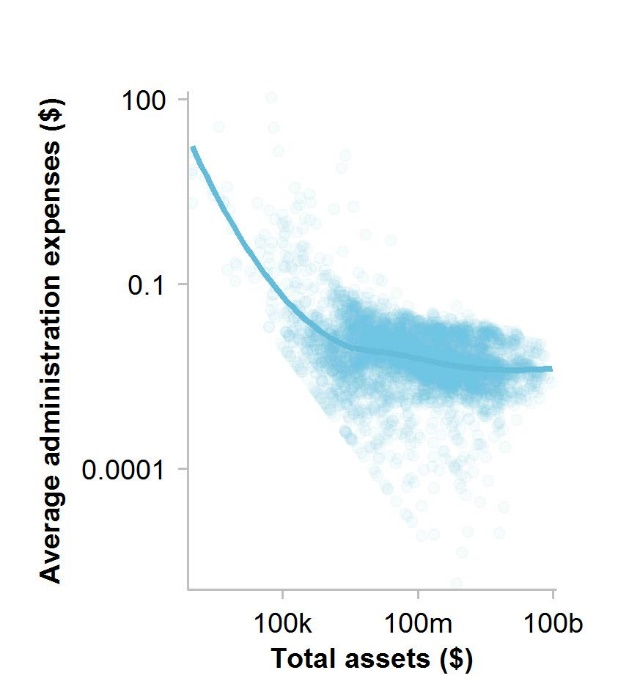 Average administration expenses ($)
100
0.1
0.0001
100k
100m
100b
Total assets ($)